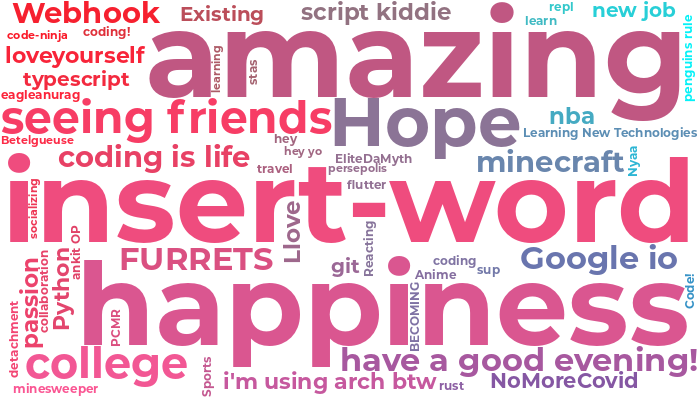 Webhook
Existing
script kiddie
repl
new job
code-ninja
coding!
learn
amazing
penguins rule
loveyourself
learning
stas
typescript
eagleanurag
seeing friends
Hope
nba
Learning New Technologies
Betelgueuse
hey
hey yo
coding is life
EliteDaMyth
minecraft
Nyaa
travel
persepolis
flutter
insert-word
socializing
Llove
Reacting
ankit OP
FURRETS
git
coding
sup
Google io
Anime
passion
collaboration
Python
happiness
Code!
BECOMING
PCMR
detachment
college
have a good evening!
Sports
i'm using arch btw
rust
NoMoreCovid
minesweeper